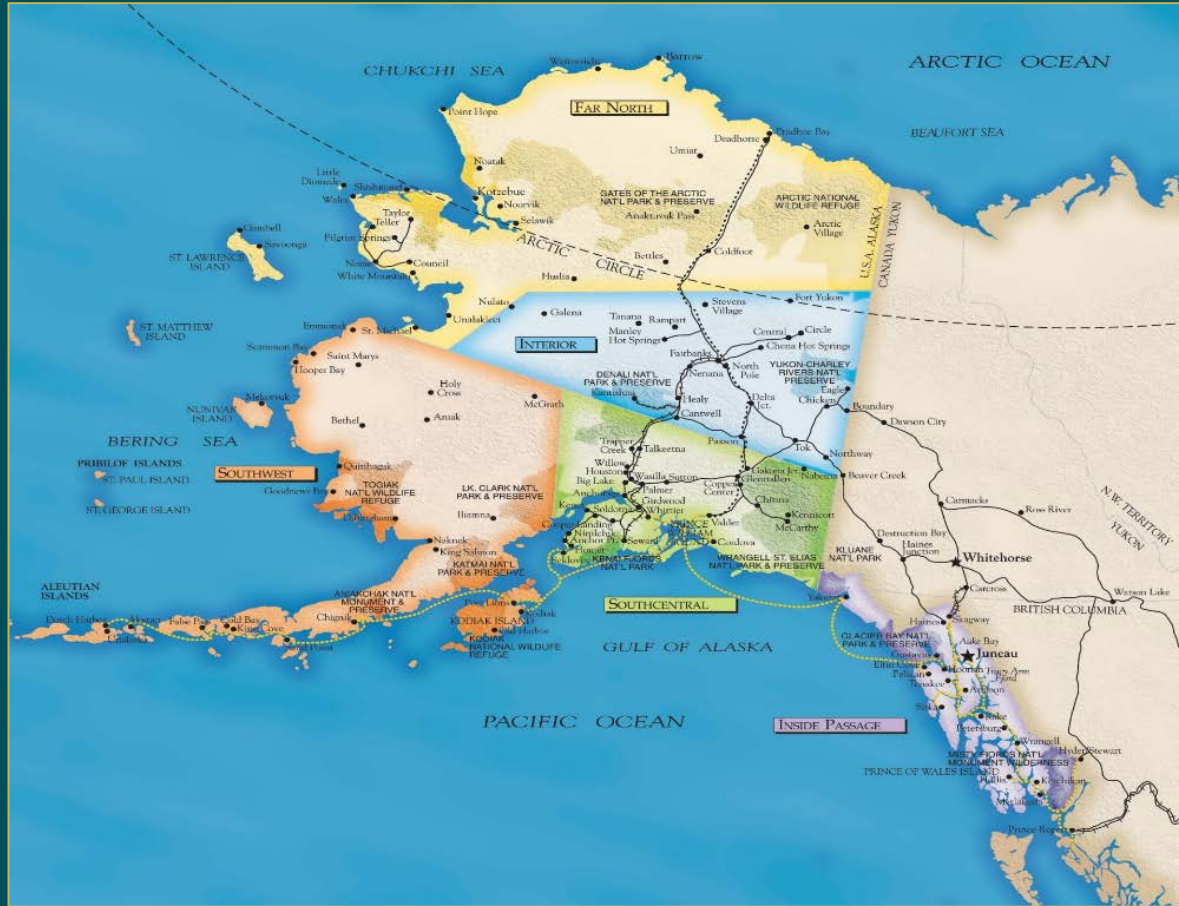 CHUKCHI SEA
ARCTIC OCEAN
BEAUFORT SEA
Wainwright
Barrow
FAR NORTH
Point Hope
Deadhorse
Prudhoe Bay
Umiat
Noatak
Little
Diomede
Shishmaref
Wales
Kotzebue
Noorvik
Selawik
GATES OF THE ARCTIC
NAT'L PARK & PRESERVE
Anaktuvuk Pass
ARCTIC NATIONAL
WILDLIFE REFUGE
Arctic
Village
Taylor
Teller
Pilgrim Springs
Gambell
Savoonga
ST. LAWRENCE
ISLAND
Nome
Council
White Mountain
ARCTIC CIRCLE
Coldfoot
Bettles
Huslia
U.S.A. ALASKA
CANADA YUKON
Nulato
Galena
Unalakleet
St. Michael
Emmonak
Stevens
Village
Fort Yukon
Tanana
Rampart
Manley
Hot Springs
Central
Circle
Chena Hot Springs
INTERIOR
Fairbanks
Nenana
North
Pole
YUKON-CHARLEY
RIVERS NAT'L
PRESERVE
DENALI NAT'L
PARK & PRESERVE
Kantishna
Healy
Cantwell
Delta
Jct.
Eagle
Chicken
Boundary
Dawson City
ST. MATTHEW
ISLAND
Scammon Bay
Saint Marys
Hooper Bay
Holy
Cross
McGrath
Mekoryuk
NUNIVAK
ISLAND
Bethel
Aniak
BERING SEA
PRIBILOF ISLANDS
ST. PAUL ISLAND
ST. GEORGE ISLAND
SOUTHWEST
Quinhagak
TOGIAK
NAT'L WILDLIFE
REFUGE
Goodnews Bay
Dillingham
LK. CLARK NAT'L
PARK & PRESERVE
Iliamna
Trapper
Creek
Talkeetna
Paxson
Tok
Northway
Willow
Houston
Big Lake
Wasilla
Sutton
Palmer
Anchorage
Girdwood
Whittier
Gakona Jct.
Glennallen
Copper
Center
Nabesna
Beaver Creek
Chitina
Kennicott
McCarthy
Kenai
Soldotna
Cooper Landing
Ninilchik
Anchor Pt.
Homer
Seldovia
Seward
PRINCE
WILLIAM
SOUND
Valdez
Cordova
KENAI FJORDS
NAT'L PARK
WRANGELL ST. ELIAS
NAT'L PARK & PRESERVE
SOUTHCENTRAL
Naknek
King Salmon
KATMAI NAT'L
PARK & PRESERVE
ANIAKCHAK NAT'L
MONUMENT &
PRESERVE
Chignik
Port Lions
Kodiak
KODIAK ISLAND
Old Harbor
KODIAK
NATIONAL WILDLIFE
REFUGE
ALEUTIAN
ISLANDS
Dutch Harbor
Unalaska
Akutan
False Pass
Cold Bay
King Cove
Sand Point
GULF OF ALASKA
PACIFIC OCEAN
Carmacks
Ross River
N.W. TERRITORY
YUKON
Destruction Bay
Haines
Junction
KLUANE
NAT'L PARK
Whitehorse
Carcross
Watson Lake
BRITISH COLUMBIA
Yakutat
Haines
Skagway
GLACIER BAY NAT'L
PARK & PRESERVE
Auke Bay
Juneau
Gustavus
Elfin Cove
Hoonah
Pelican
Tenakee
Tracy Arm
Fjord
Angoon
Sitka
Kake
Petersburg
INSIDE PASSAGE
Wrangell
MISTY FJORDS NAT'L
MONUMENT WILDERNESS
Hyder/Stewart
PRINCE OF WALES ISLAND
Hollis
Ketchikan
Metlakatla
Prince Rupert